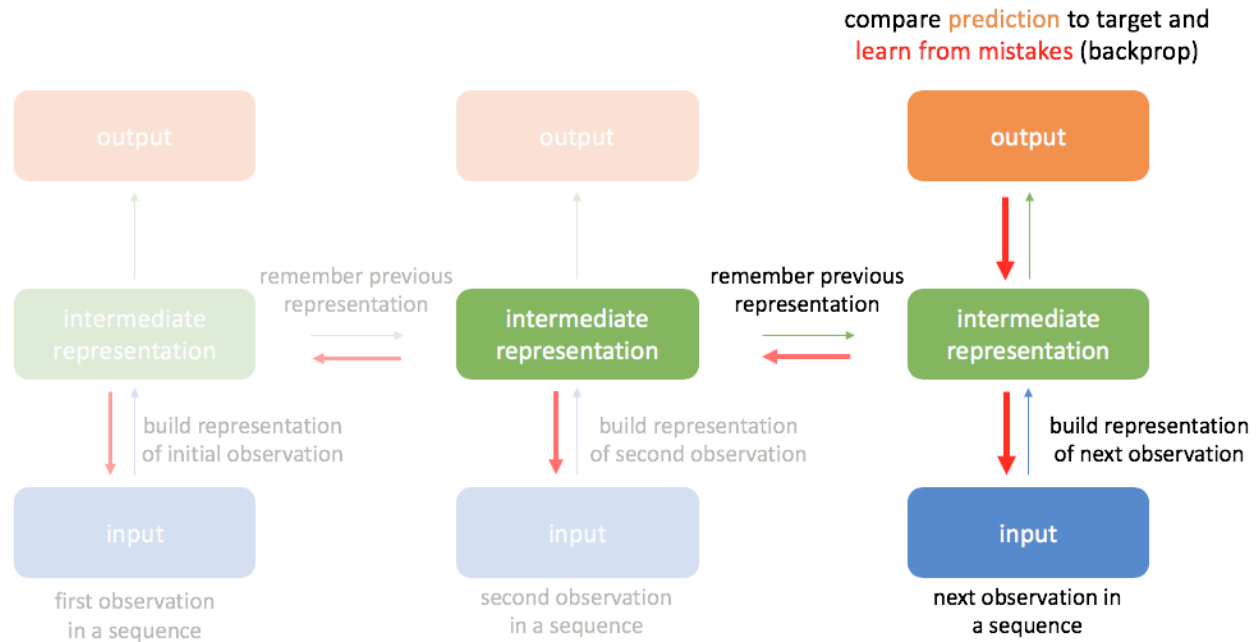 compare prediction to target and
learn from mistakes (backprop)
output
output
output
remember previous
representation
remember previous
representation
intermediate
representation
intermediate
representation
intermediate
representation
build representation
of initial observation
build representation
of second observation
build representation
of next observation
input
input
input
first observation
in a sequence
second observation
in a sequence
next observation in
a sequence